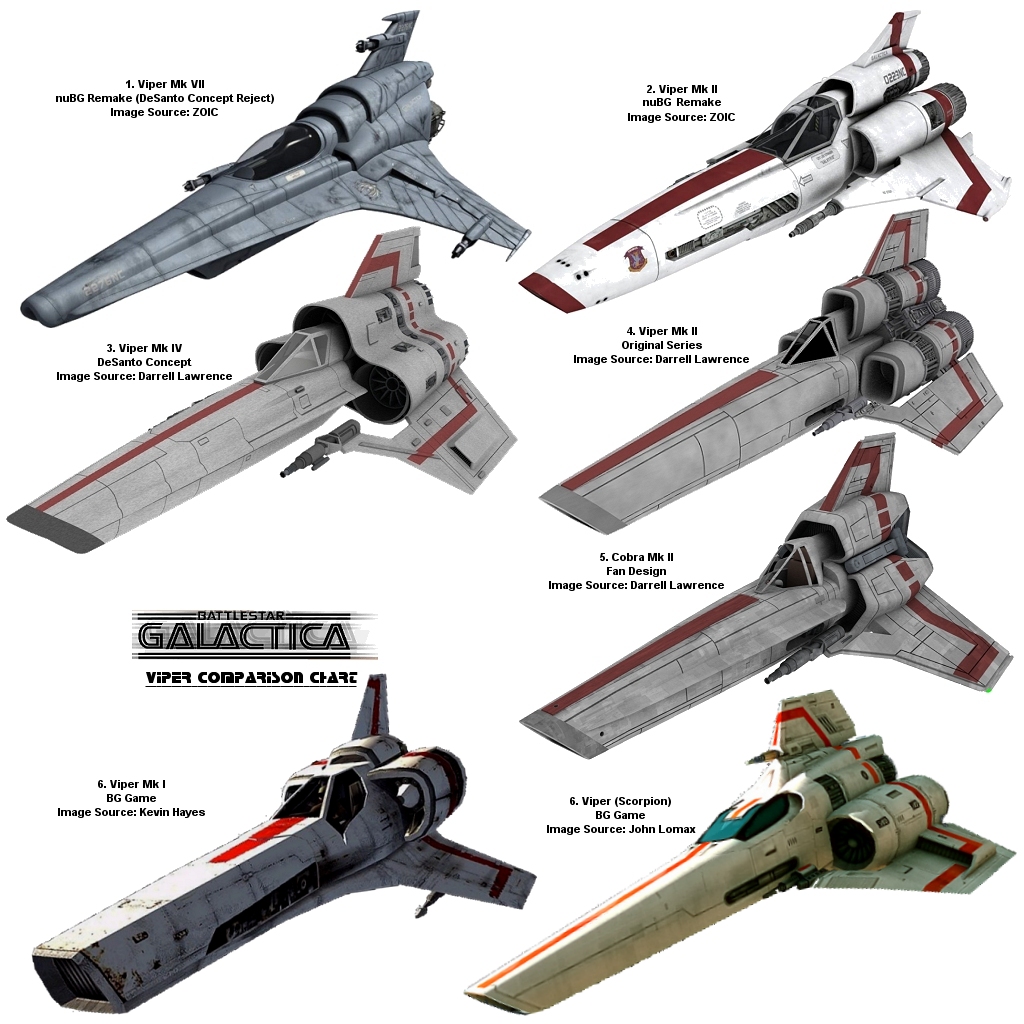 1. Viper Mk VII
nuBG Remake (DeSanto Concept Reject)
Image Source: ZOIC
2. Viper Mk II
nuBG Remake
Image Source: ZOIC
GALACTICA
0223NC
3. Viper Mk IV
DeSanto Concept
Image Source: Darrell Lawrence
4. Viper Mk II
Original Series
Image Source: Darrell Lawrence
5. Cobra Mk II
Fan Design
Image Source: Darrell Lawrence
BATTLESTAR
GALACTICA
VIPER COMPARISON CHART
6. Viper Mk I
BG Game
Image Source: Kevin Hayes
6. Viper (Scorpion)
BG Game
Image Source: John Lomax